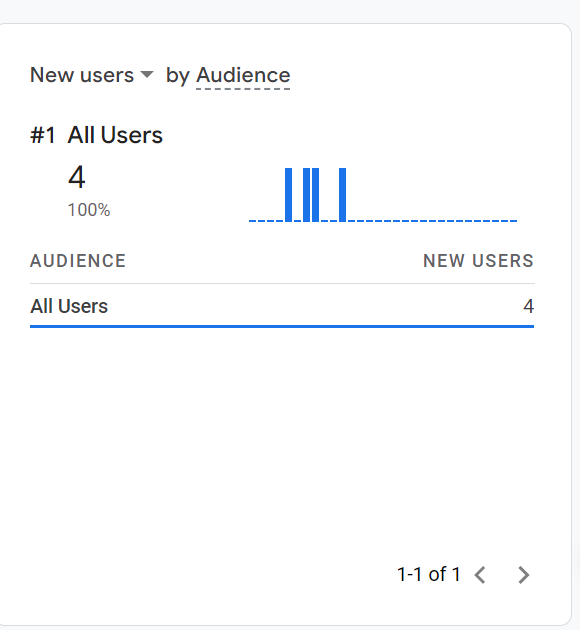 New users by Audience
#1 All Users
4
100%
AUDIENCE NEW USERS
All Users 4
1-1 of 1